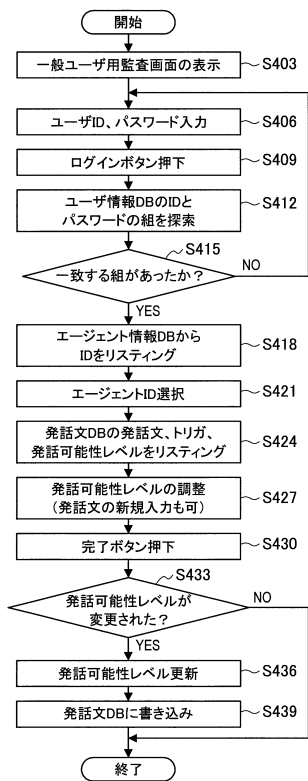 開始
一般ユーザ用監査画面の表示
S403
ユーザID、パスワード入力
S406
ログインボタン押下
S409
ユーザ情報DBのIDと
パスワードの組を探索
S412
S415
一致する組があったか？
NO
YES
エージェント情報DBから
IDをリスティング
S418
エージェントID選択
S421
発話文DBの発話文、トリガ、
発話可能性レベルをリスティング
S424
発話可能性レベルの調整
（発話文の新規入力も可）
S427
完了ボタン押下
S430
S433
発話可能性レベルが
変更された？
NO
YES
発話可能性レベル更新
S436
発話文DBに書き込み
S439
終了